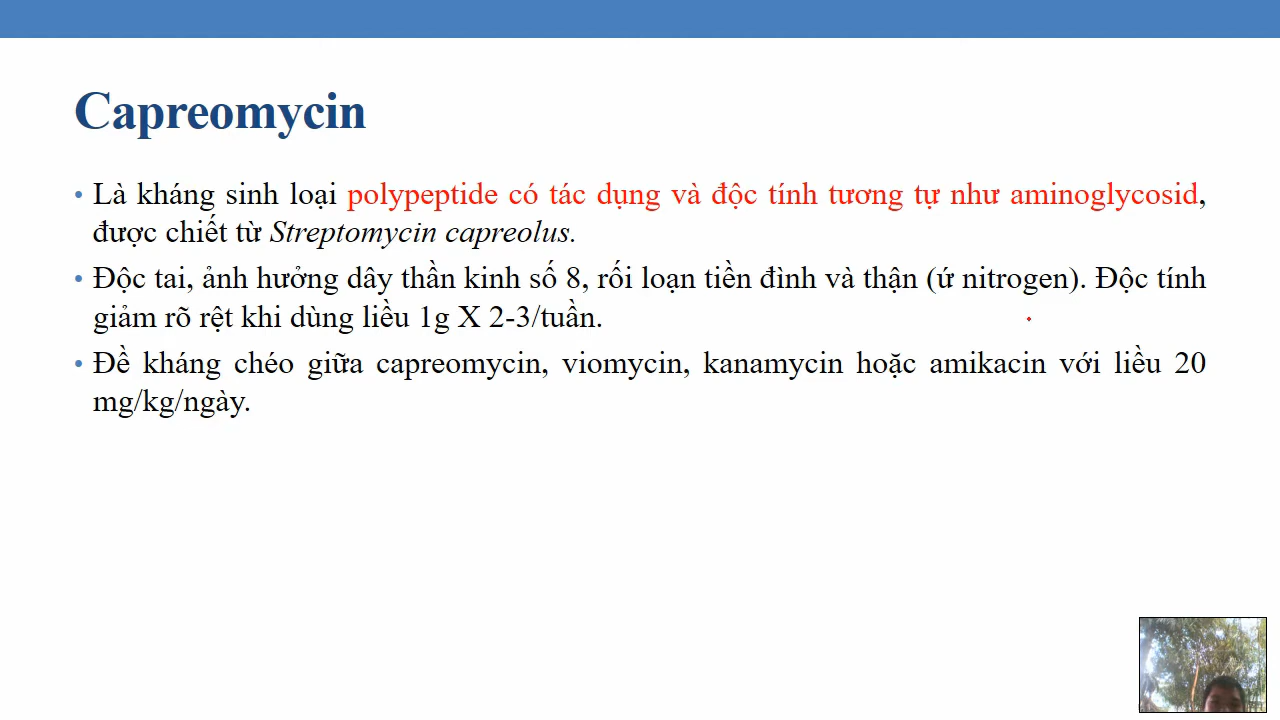 Capreomycin
• Là kháng sinh loại polypeptide có tác dụng và độc tính tương tự như aminoglycosid,
được chiết từ Streptomycin capreolus.
• Độc tai, ảnh hưởng dây thần kinh số 8, rối loạn tiền đình và thận (ứ nitrogen). Độc tính
giảm rõ rệt khi dùng liều 1g X 2-3/tuần.
• Đề kháng chéo giữa capreomycin, viomycin, kanamycin hoặc amikacin với liều 20
mg/kg/ngày.